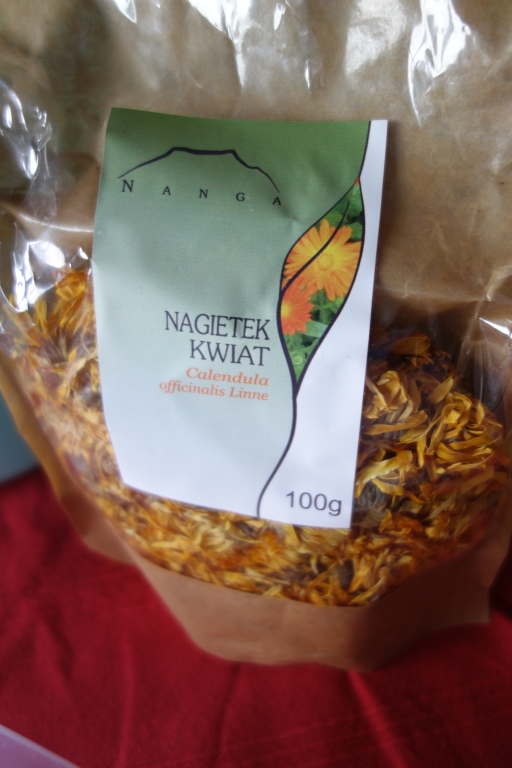 NANGA
NAGIETEK
KWIAT
Calendula
officinalis Linne
100g